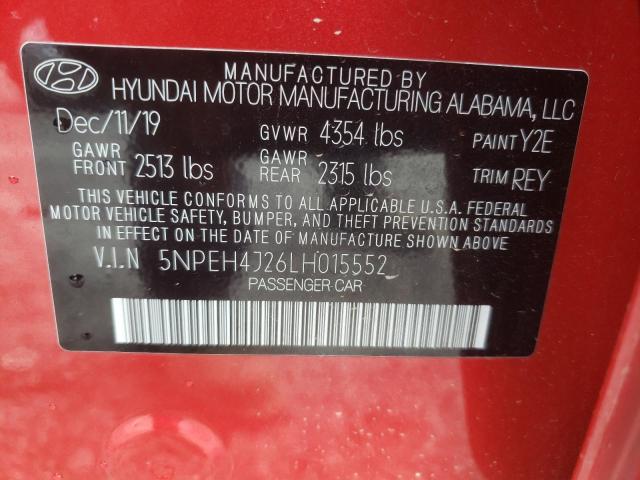 MANUFACTURED BY
HYUNDAI MOTOR MANUFACTURING ALABAMA, LLC
Dec/11/19 GVWR 4354 lbs PAINT Y2E
GAWR FRONT 2513 lbs GAWR REAR 2315 lbs TRIM REY
THIS VEHICLE CONFORMS TO ALL APPLICABLE U.S.A. FEDERAL
MOTOR VEHICLE SAFETY, BUMPER, AND THEFT PREVENTION STANDARDS
IN EFFECT ON THE DATE OF MANUFACTURE SHOWN ABOVE.
V.I.N 5NPEH4J26LH015552
PASSENGER CAR